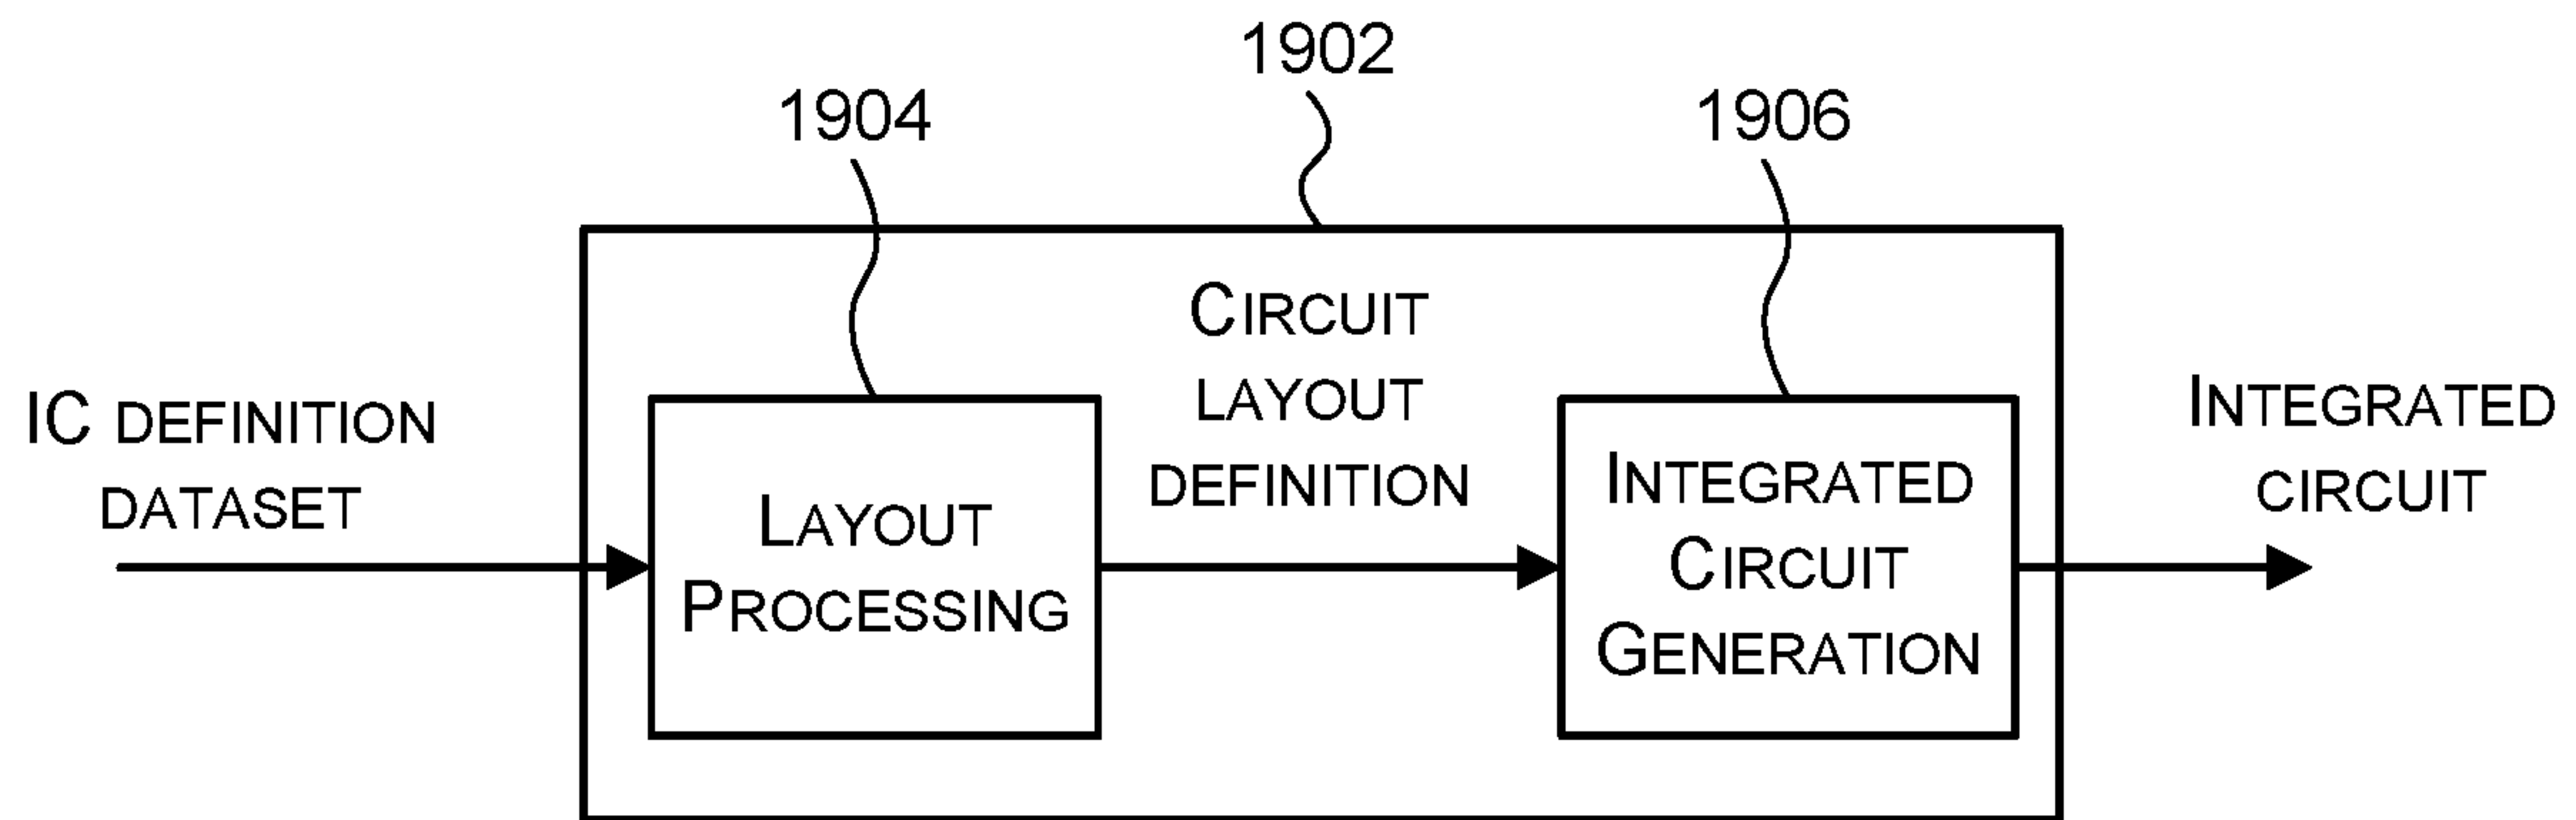 1902
1904
1906
IC DEFINITION
DATASET
LAYOUT
PROCESSING
CIRCUIT
LAYOUT
DEFINITION
INTEGRATED
CIRCUIT
GENERATION
INTEGRATED
CIRCUIT